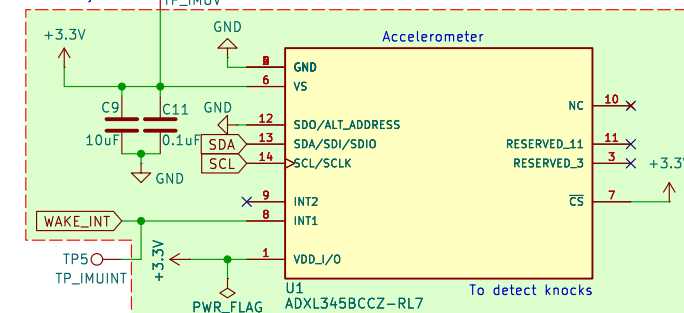 TP_IMUV
GND
+3.3V
Accelerometer
GND
6
VS
C9
C11
10uF
0.1uF
GND
GND
12
SDO/ALT_ADDRESS
SDA
13
SDA/SDI/SDIO
SCL
14
SCL/SCLK
NC
10
RESERVED_11
11
RESERVED_3
3
+3.3V
9
INT2
CS
7
WAKE_INT
8
INT1
TP5
TP_IMUINT
+3.3V
1
VDD_I/O
PWR_FLAG
U1
ADXL345BCCZ-RL7
To detect knocks